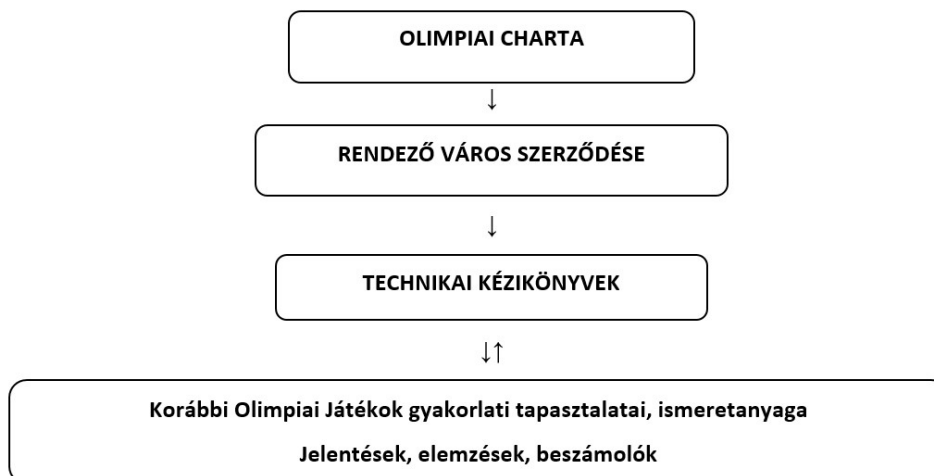 OLIMPIAI CHARTA
↓
RENDEZŐ VÁROS SZERZŐDÉSE
↓
TECHNIKAI KÉZIKÖNYVEK
↓↑
Korábbi Olimpiai Játékok gyakorlati tapasztalatai, ismeretanyaga
Jelentések, elemzések, beszámolók